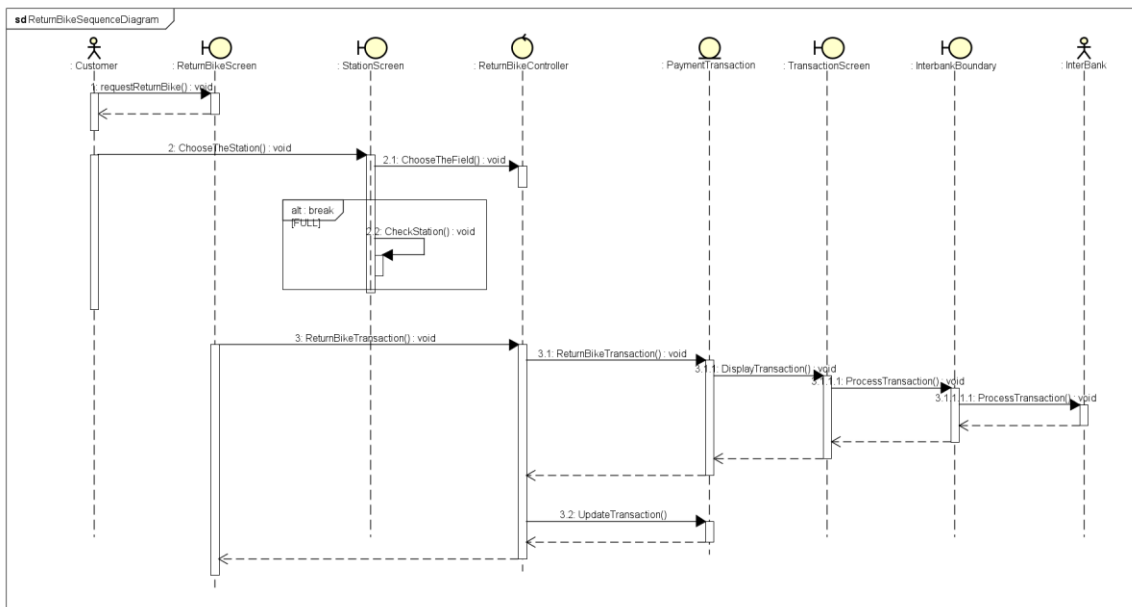 sd ReturnBikeSequenceDiagram
: Customer
: ReturnBikeScreen
: StationScreen
: ReturnBikeController
: PaymentTransaction
: TransactionScreen
: InterbankBoundary
: InterBank
1: requestReturnBike() : void
2: ChooseTheStation() : void
2.1: ChooseTheField() : void
alt : break
[FULL]
2.2: CheckStation() : void
3: ReturnBikeTransaction() : void
3.1: ReturnBikeTransaction() : void
3.1.1: DisplayTransaction() : void
3.1.1.1: ProcessTransaction() : void
3.1.1.1.1: ProcessTransaction() : void
3.2: UpdateTransaction()